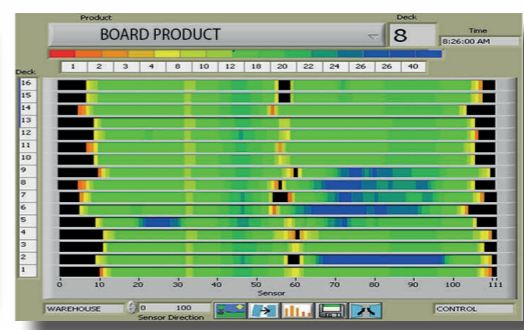 Product
Deck
BOARD PRODUCT
8
Time
8:26:00 AM
1 2 3 4 8 10 12 18 20 22 24 26 40
Deck
16
15
14
13
12
11
10
9
8
7
6
5
4
3
2
1
0 10 20 30 40 50 60 70 80 90 100 111
Sensor
WAREHOUSE
0 100
CONTROL
Sensor Direction